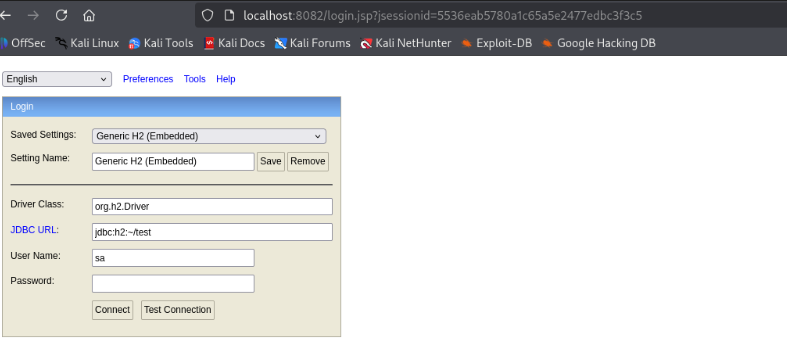 localhost:8082/login.jsp?jsessionid=5536eab5780a1c65a5e2477edbc3f3c5
OffSec Kali Linux Kali Tools Kali Docs Kali Forums Kali NetHunter Exploit-DB Google Hacking DB
English Preferences Tools Help
Login
Saved Settings: Generic H2 (Embedded)
Setting Name: Generic H2 (Embedded) Save Remove
Driver Class: org.h2.Driver
JDBC URL: jdbc:h2:~/test
User Name: sa
Password:
Connect Test Connection